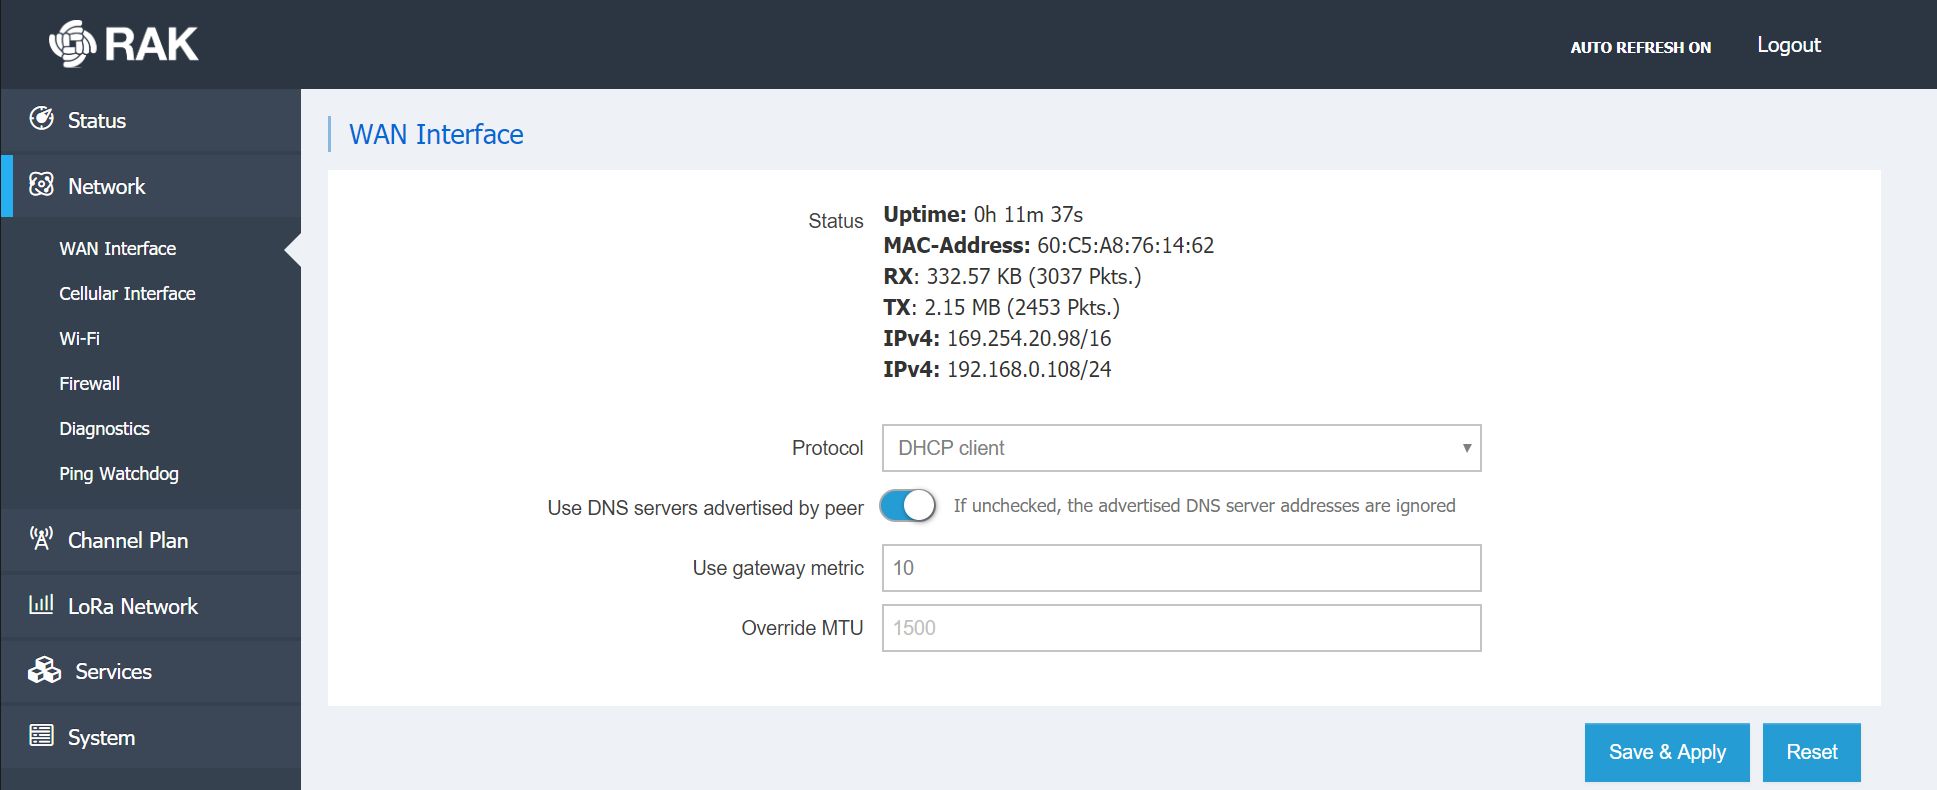 RAK
AUTO REFRESH ON
Logout
Status
Network
WAN Interface
Cellular Interface
Wi-Fi
Firewall
Diagnostics
Ping Watchdog
Channel Plan
LoRa Network
Services
System
WAN Interface
Status
Uptime: 0h 11m 37s
MAC-Address: 60:C5:A8:76:14:62
RX: 332.57 KB (3037 Pkts.)
TX: 2.15 MB (2453 Pkts.)
IPv4: 169.254.20.98/16
IPv4: 192.168.0.108/24
Protocol DHCP client
Use DNS servers advertised by peer If unchecked, the advertised DNS server addresses are ignored
Use gateway metric 10
Override MTU 1500
Save & Apply Reset